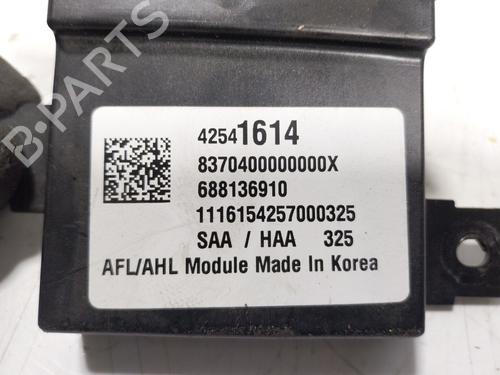 B-PARTS
42541614
8370400000000X
688136910
1116154257000325
SAA / HAA 325
AFL/AHL Module Made In Korea